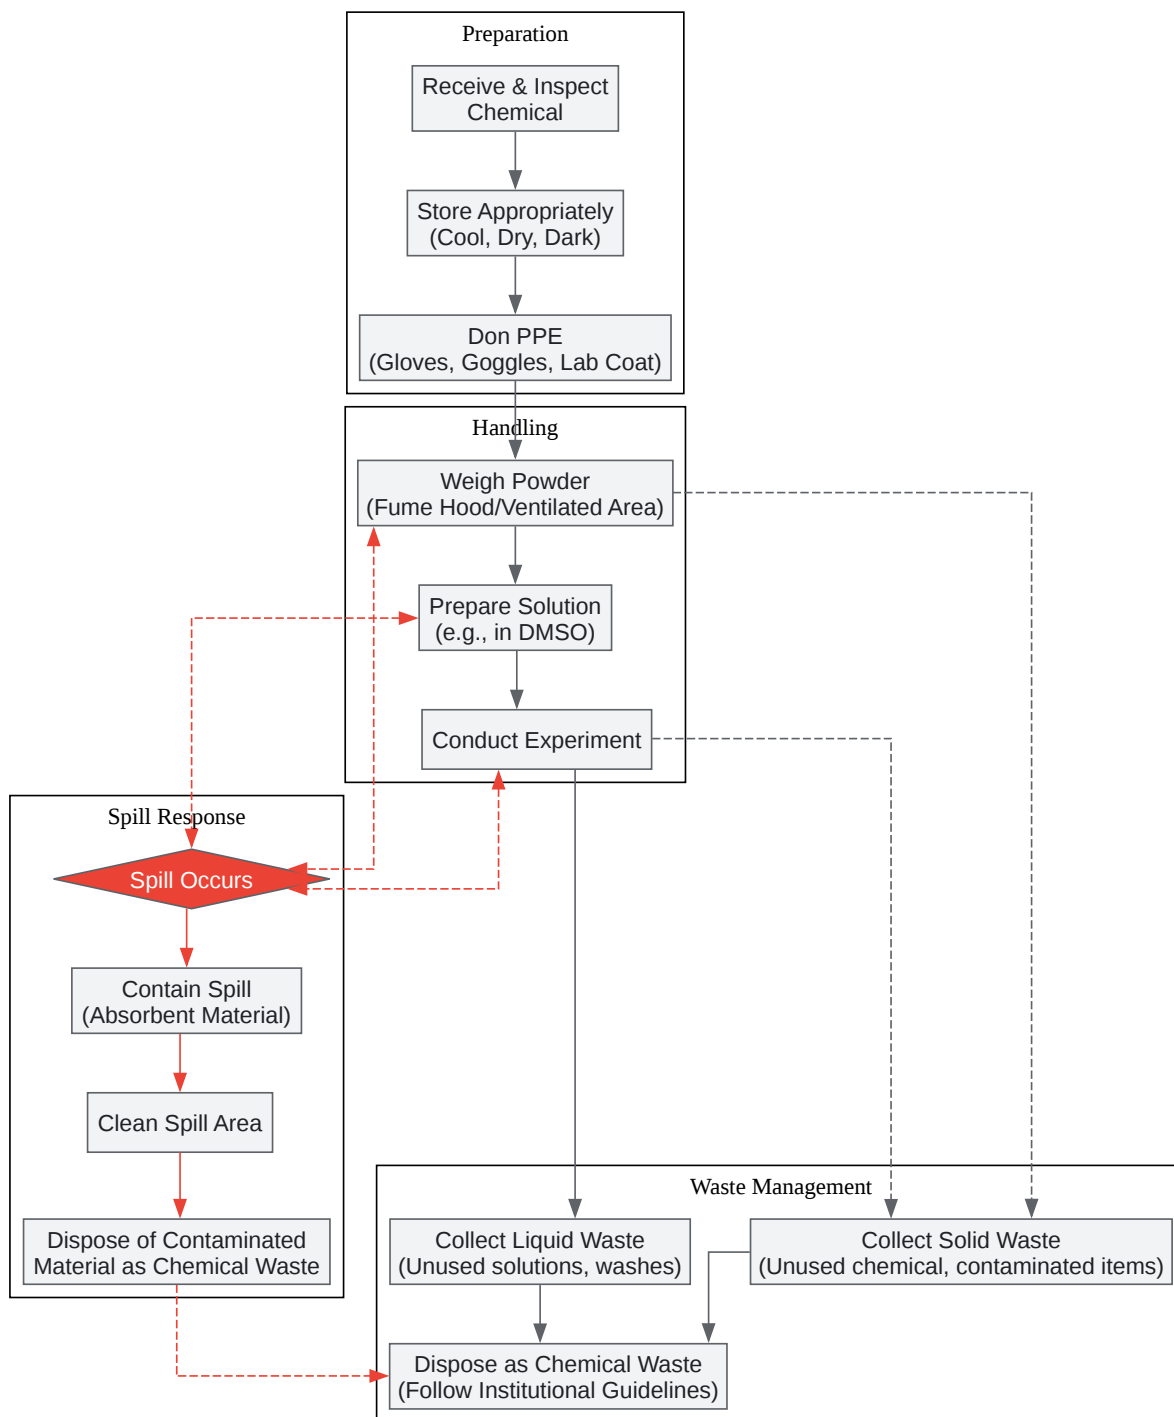 Preparation
Receive & Inspect
Chemical
Store Appropriately
(Cool, Dry, Dark)
Don PPE
(Gloves, Goggles, Lab Coat)
Handling
Weigh Powder
(Fume Hood/Ventilated Area)
Prepare Solution
(e.g., in DMSO)
Conduct Experiment
Spill Response
Spill Occurs
Contain Spill
(Absorbent Material)
Clean Spill Area
Dispose of Contaminated
Material as Chemical Waste
Waste Management
Collect Liquid Waste
(Unused solutions, washes)
Collect Solid Waste
(Unused chemical, contaminated items)
Dispose as Chemical Waste
(Follow Institutional Guidelines)